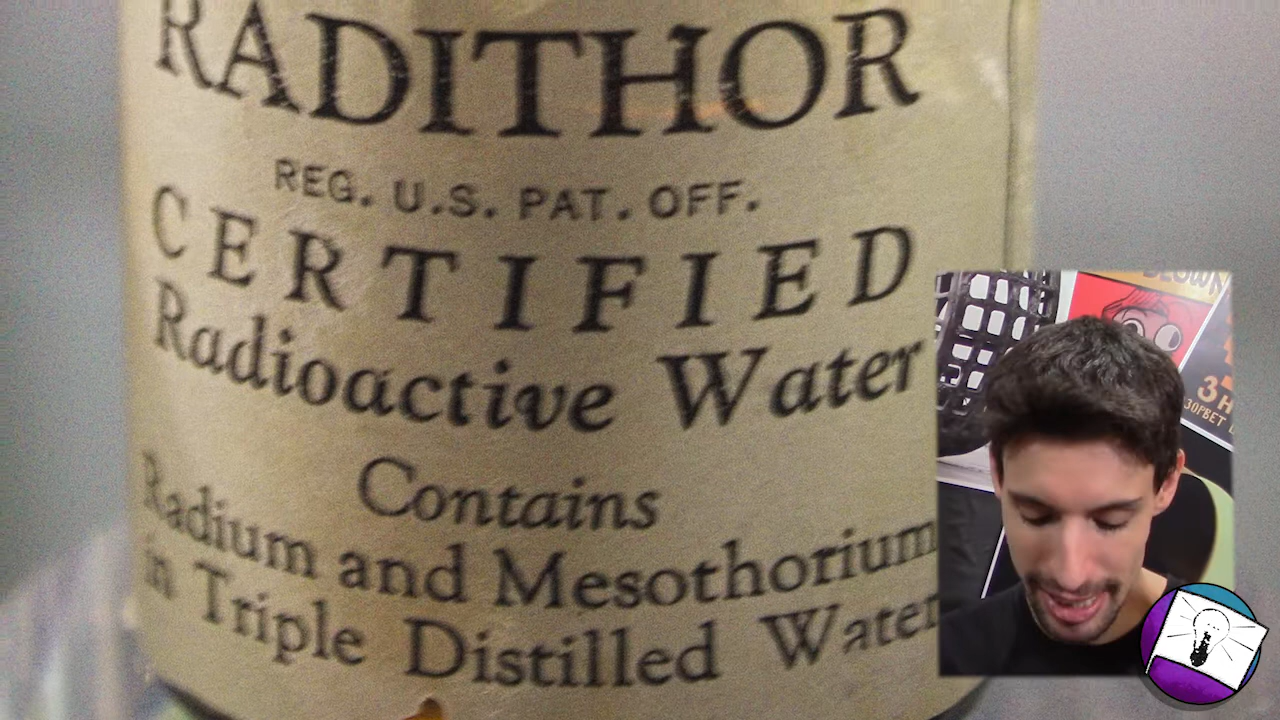 RADITHOR
REG. U.S. PAT. OFF.
CERTIFIED
Radioactive Water
Contains
Radium and Mesothorium
in Triple Distilled Water